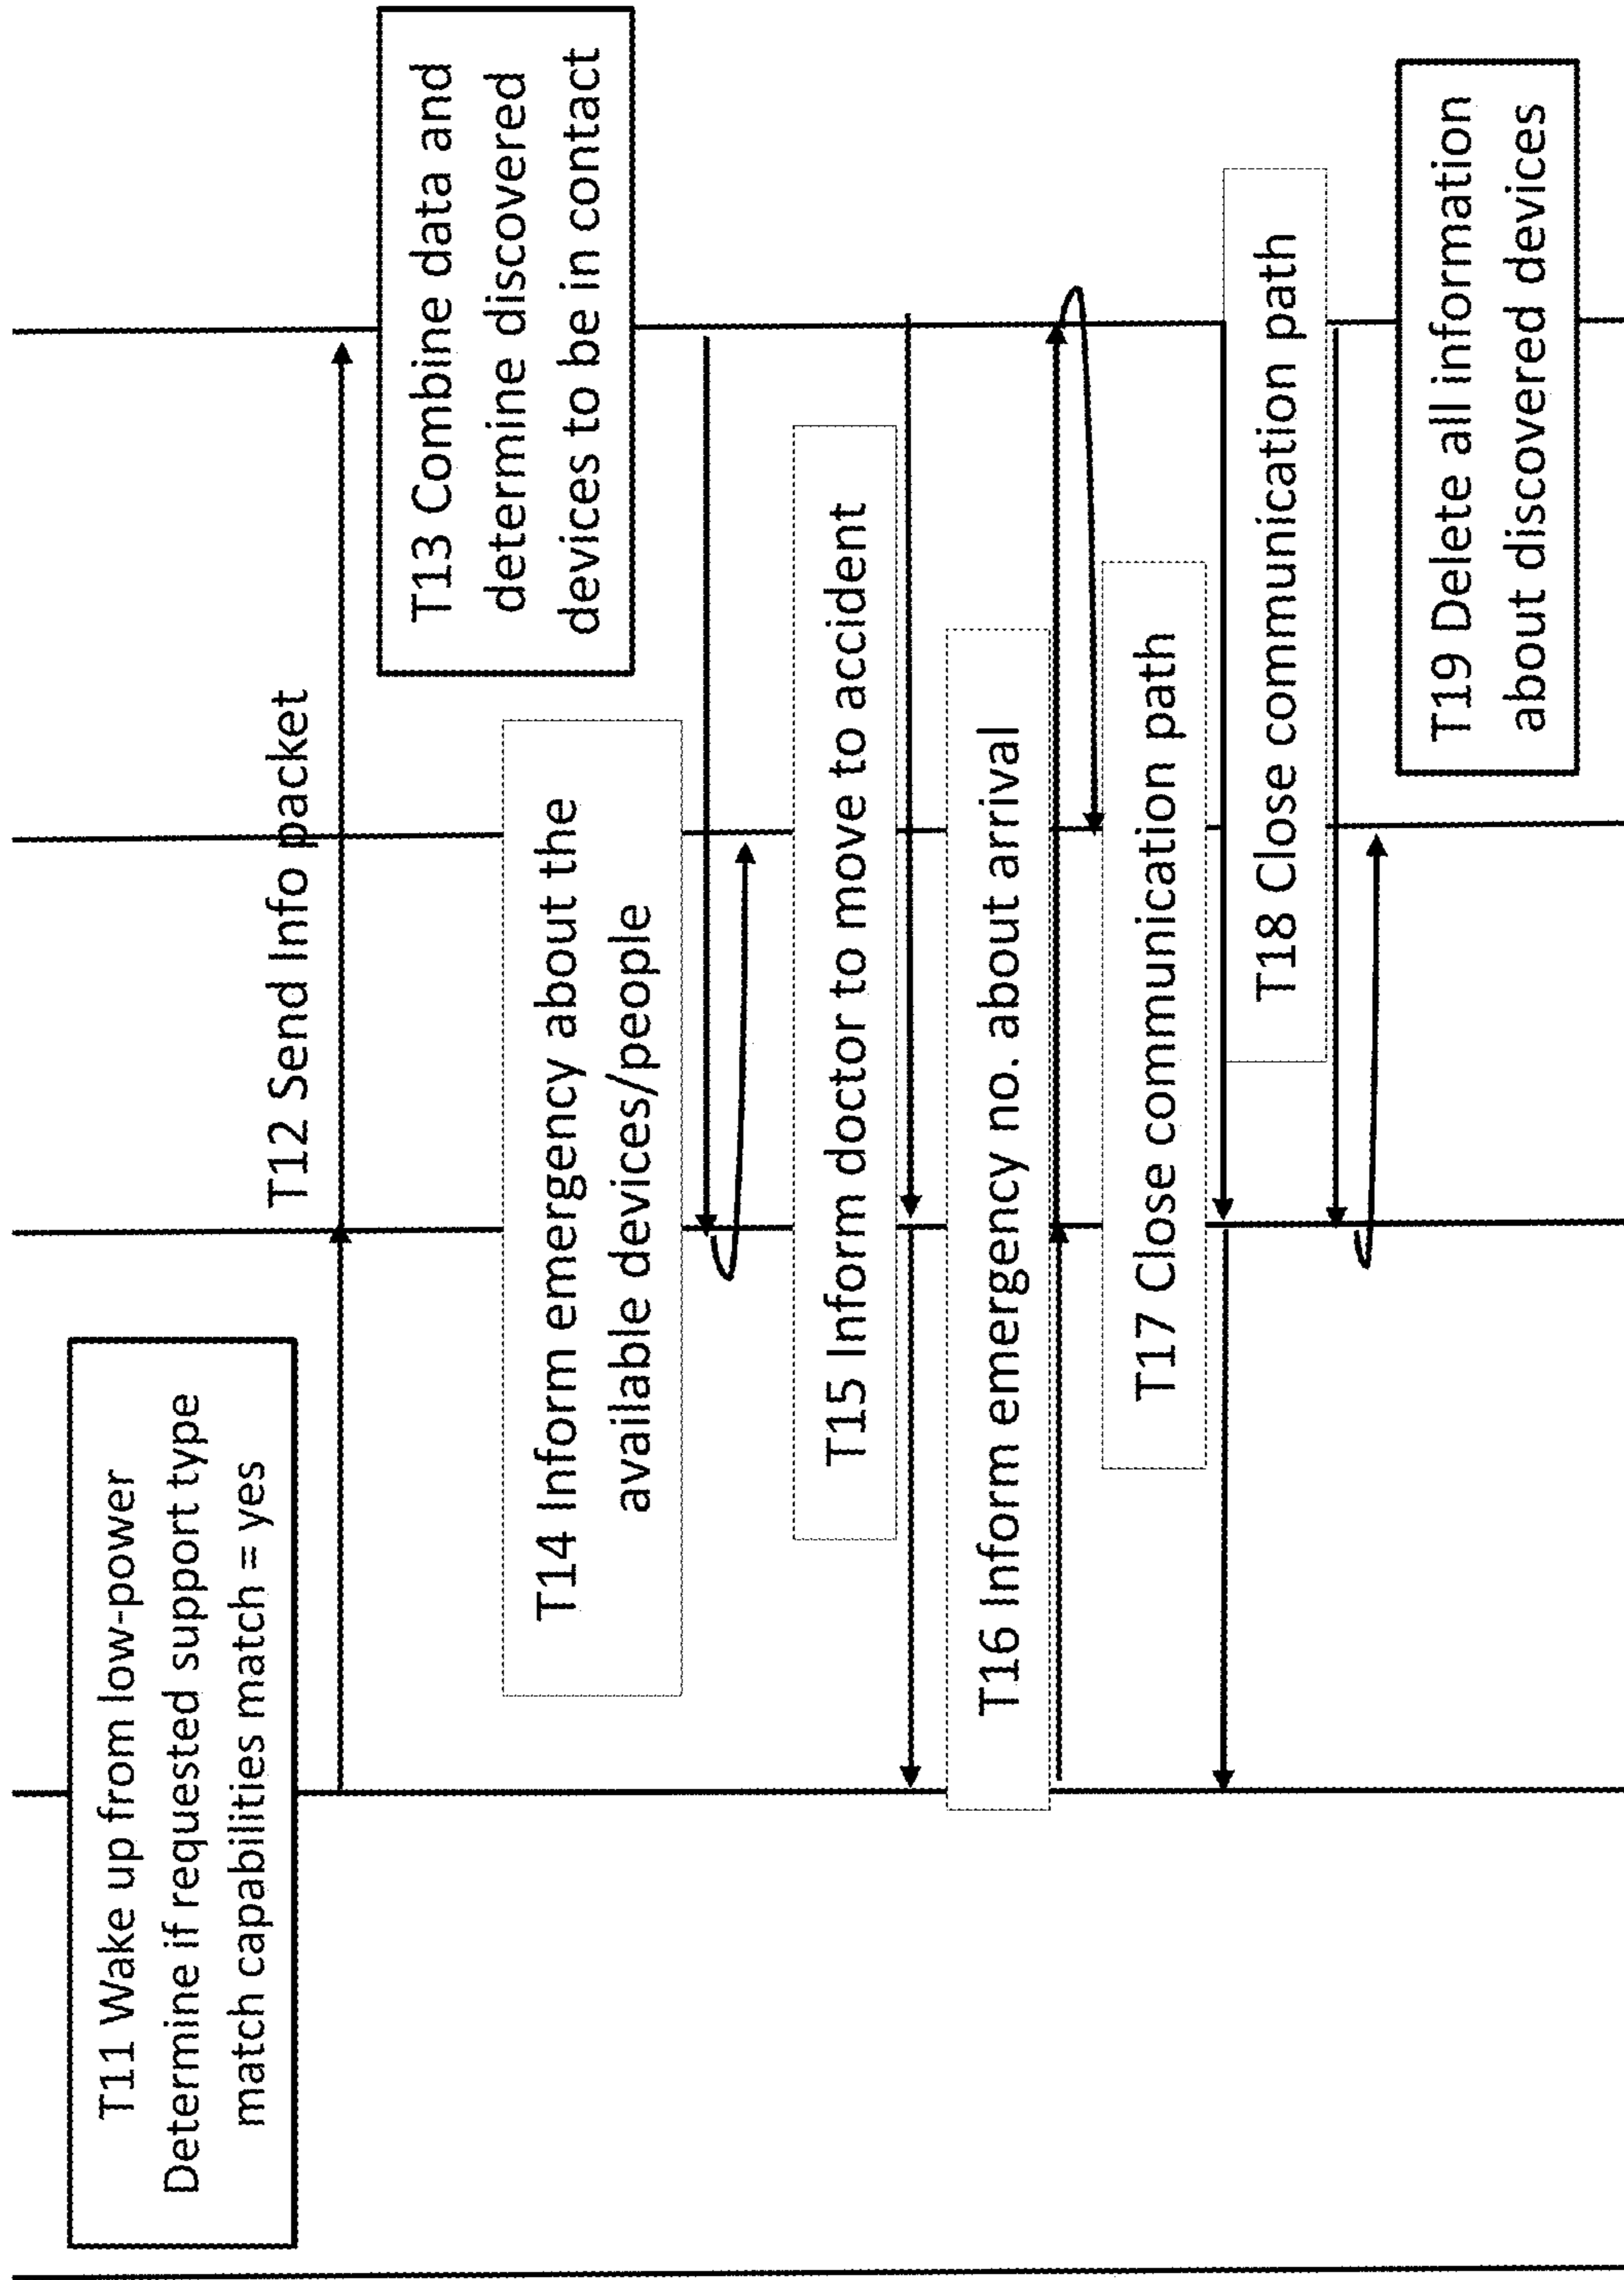 T11 Wake up from low-power
Determine if requested support type
match capabilities match = yes
T12 Send Info packet
T13 Combine data and
determine discovered
devices to be in contact
T14 Inform emergency about the
available devices/people
T15 Inform doctor to move to accident
T16 Inform emergency no. about arrival
T17 Close communication path
T18 Close communication path
T19 Delete all information
about discovered devices